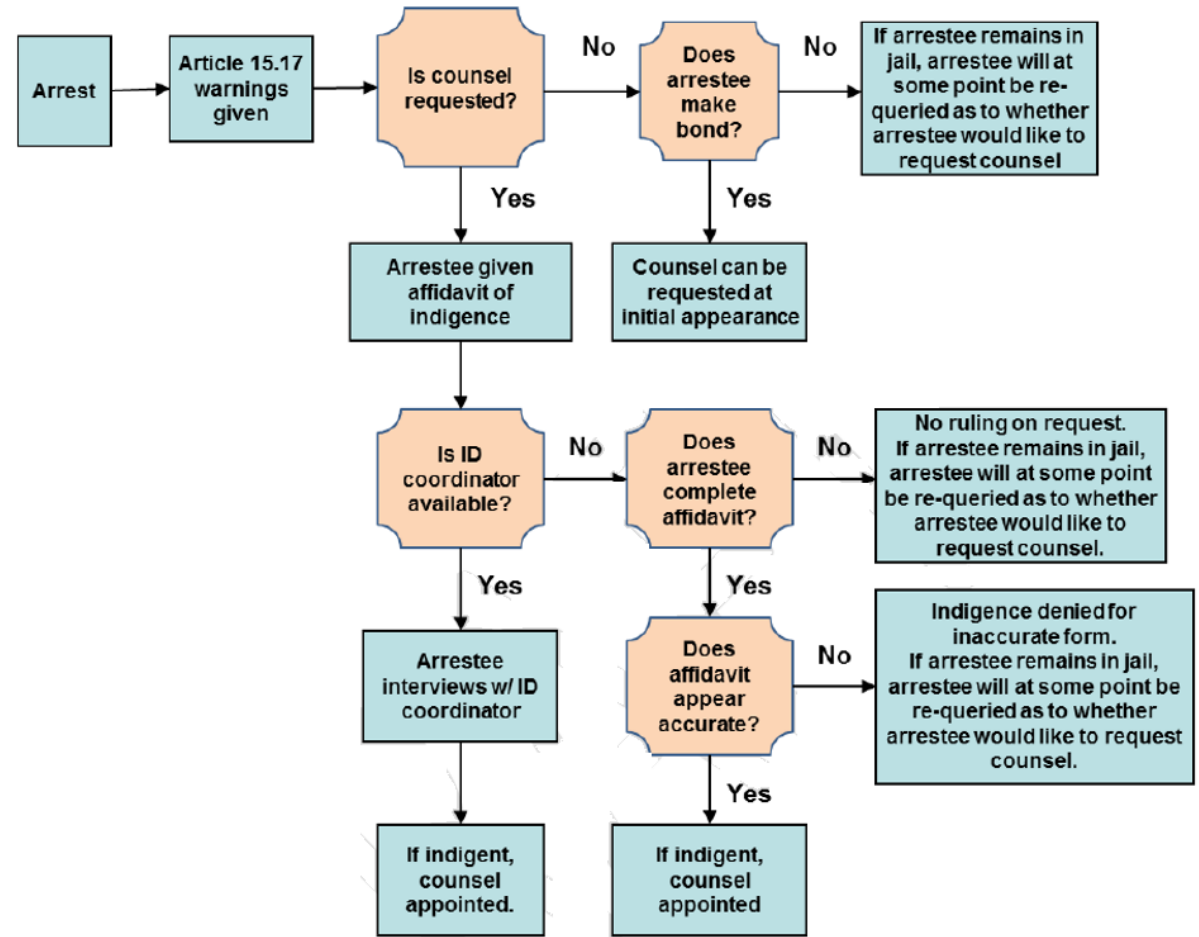 Arrest
Article 15.17
warnings
given
Is counsel
requested?
No
Does
arrestee
make
bond?
No
If arrestee remains in
jail, arrestee will at
some point be re-
queried as to whether
arrestee would like to
request counsel
Yes
Yes
Arrestee given
affidavit of
indigence
Counsel can be
requested at
initial appearance
Is ID
coordinator
available?
No
Does
arrestee
complete
affidavit?
No
No ruling on request.
If arrestee remains in jail,
arrestee will at some point
be re-queried as to whether
arrestee would like to
request counsel.
Yes
Yes
Arrestee
interviews w/ ID
coordinator
Does
affidavit
appear
accurate?
No
Indigence denied for
inaccurate form.
If arrestee remains in jail,
arrestee will at some point be
re-queried as to whether
arrestee would like to request
counsel.
Yes
If indigent,
counsel
appointed.
If indigent,
counsel
appointed